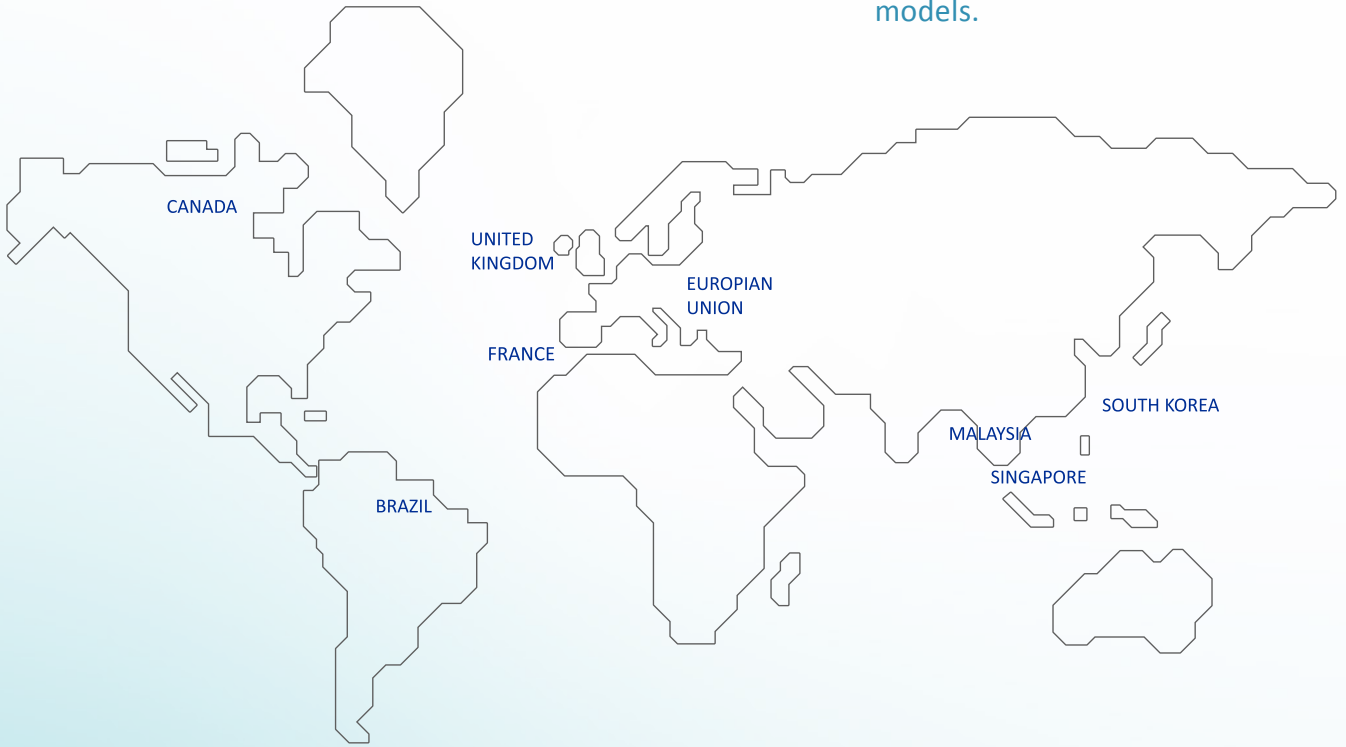 models.
CANADA
UNITED
KINGDOM
EUROPIAN
UNION
FRANCE
SOUTH KOREA
MALAYSIA
SINGAPORE
BRAZIL